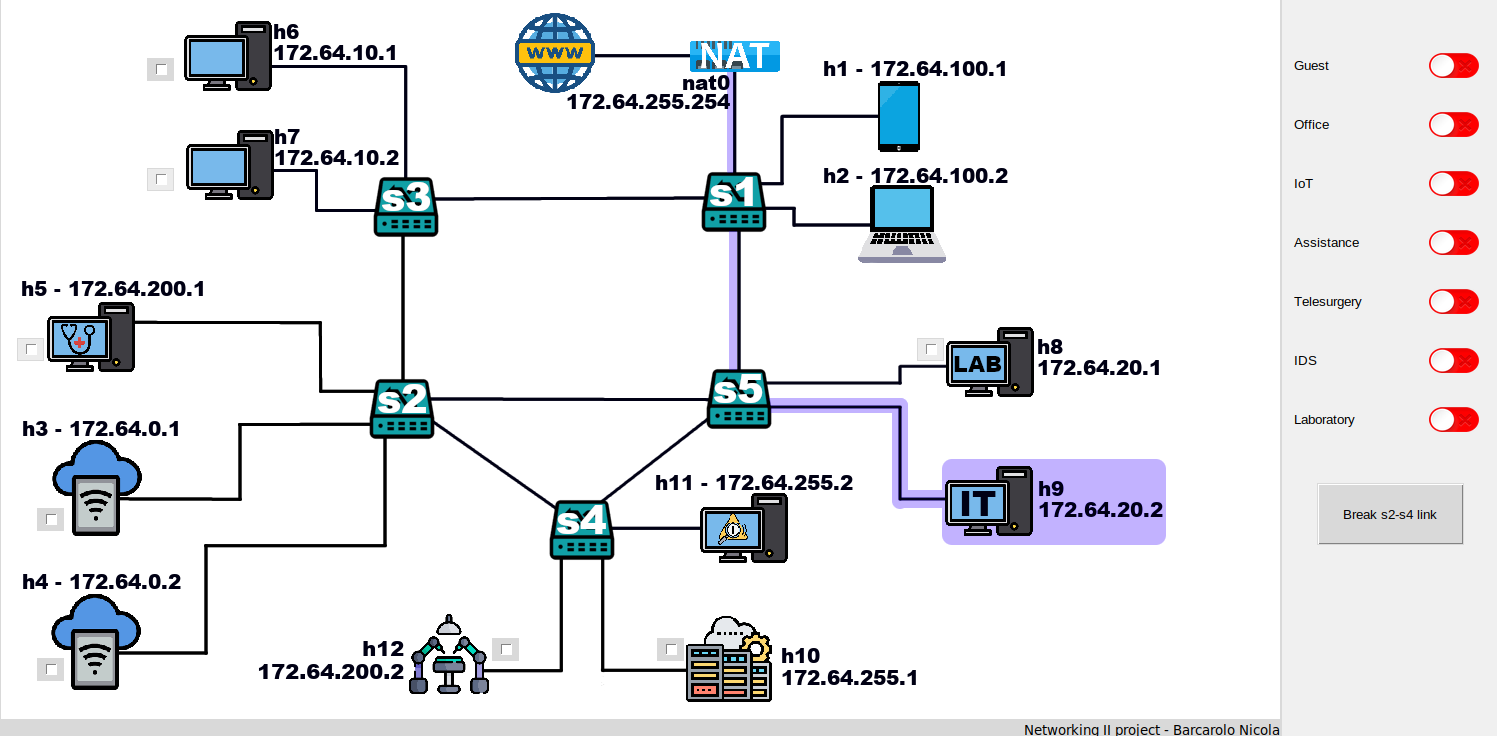 h6
172.64.10.1
www
NAT
nat0
172.64.255.254
h1 - 172.64.100.1
h7
172.64.10.2
h2 - 172.64.100.2
s3
s1
h5 - 172.64.200.1
s2
s5
LAB
h8
172.64.20.1
h3 - 172.64.0.1
h11 - 172.64.255.2
s4
IT
h9
172.64.20.2
h4 - 172.64.0.2
h12
172.64.200.2
h10
172.64.255.1
Guest
Office
IoT
Assistance
Telesurgery
IDS
Laboratory
Break s2-s4 link
Networking II project - Barcarolo Nicola